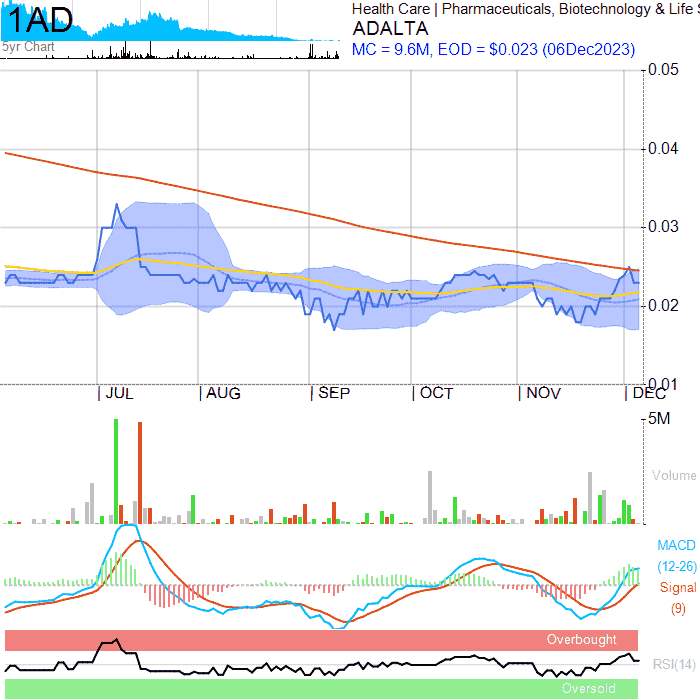 1AD
5yr Chart
Health Care | Pharmaceuticals, Biotechnology & Life
ADALTA
MC = 9.6M, EOD = $0.023 (06Dec2023)
0.05
0.04
0.03
0.02
0.01
JUL AUG SEP OCT NOV DEC
5M
Volume
MACD
(12-26)
Signal
(9)
Overbought
RSI(14)
Oversold